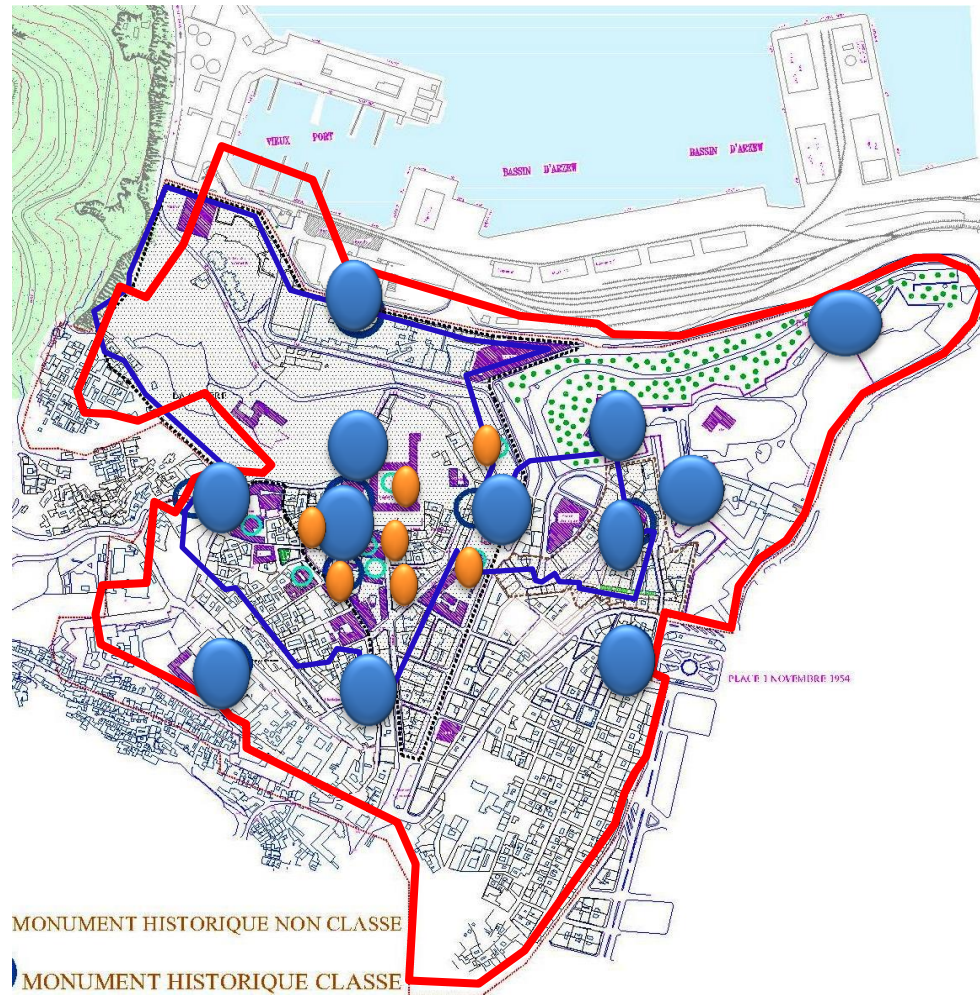 VIEUX PORT
BASSIN D'ARZEW
BASSIN D'ARZEW
PLACE 1 NOVEMBRE 1954
MONUMENT HISTORIQUE NON CLASSE
MONUMENT HISTORIQUE CLASSE